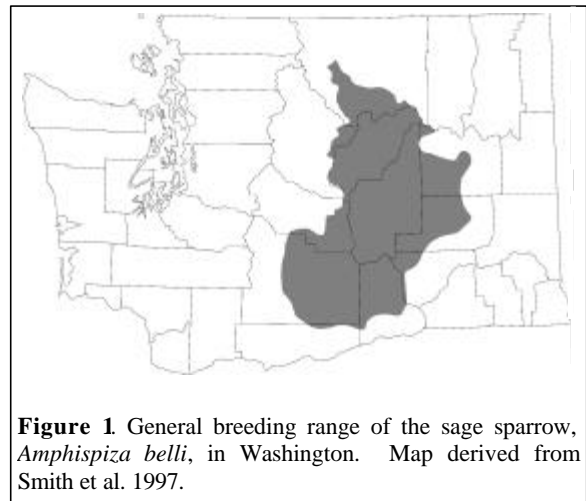 Figure 1. General breeding range of the sage sparrow,
Amphispiza belli, in Washington. Map derived from
Smith et al. 1997.